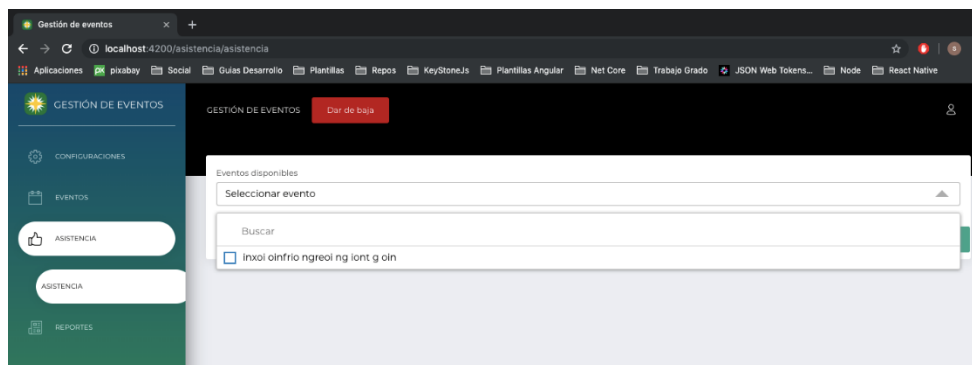 Gestión de eventos
localhost:4200/asistencia/asistencia
Aplicaciones pixabay Social Guias Desarrollo Plantillas Repos KeyStoneJs Plantillas Angular Net Core Trabajo Grado JSON Web Tokens... Node React Native
GESTIÓN DE EVENTOS
GESTIÓN DE EVENTOS Dar de baja
CONFIGURACIONES
EVENTOS
ASISTENCIA
ASISTENCIA
REPORTES
Eventos disponibles
Seleccionar evento
Buscar
inxoi oinfrio ngreoi ng iont g oin